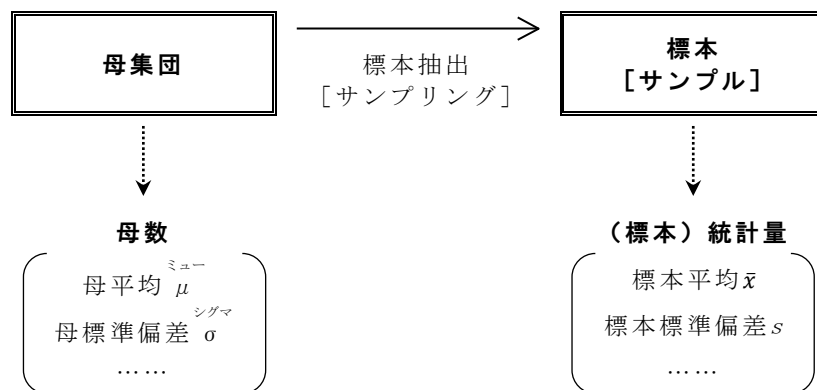 母集団
標本抽出
[サンプリング]
標本
[サンプル]
母数
ミュー
母平均 μ
シグマ
母標準偏差 σ
……
（標本）統計量
標本平均x̄
標本標準偏差s
……